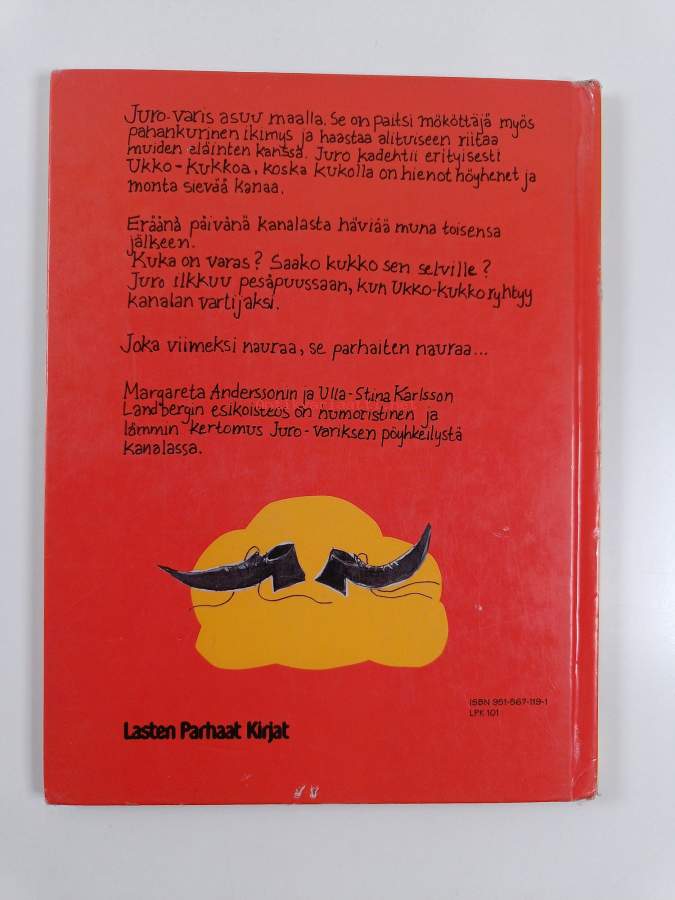 Juro-varis asuu maalla. Se on paitsi mököttäjä myös
pahankurinen ikimys ja haastaa alituiseen riitaa
muiden eläinten kanssa. Juro kadehtii erityisesti
Ukko-kukkoa, koska kukolla on hienot höyhenet ja
monta sievää kanaa.
Eräänä päivänä kanalasta häviää muna toisensa
jälkeen.
Kuka on varas? Saako kukko sen selville?
Juro ilkkuu pesäpuussaan, kun Ukko-kukko ryhtyy
kanalan vartijaksi.
Joka viimeksi nauraa, se parhaiten nauraa...
Margareta Anderssonin ja Ulla-Stina Karlsson
Landbergin esikoisteos on humoristinen ja
lämmin kertomus Juro-variksen pöyhkeilystä
kanalassa.
ISBN 951-567-119-1
LPK 101
Lasten Parhaat Kirjat